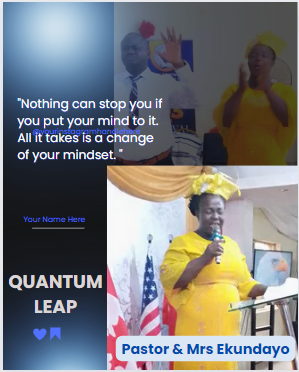 "Nothing can stop you if
you put your mind to it.
@yourinstagramhandlehere
All it takes is a change
of your mindset. "
Your Name Here
QUANTUM
LEAP
Pastor & Mrs Ekundayo